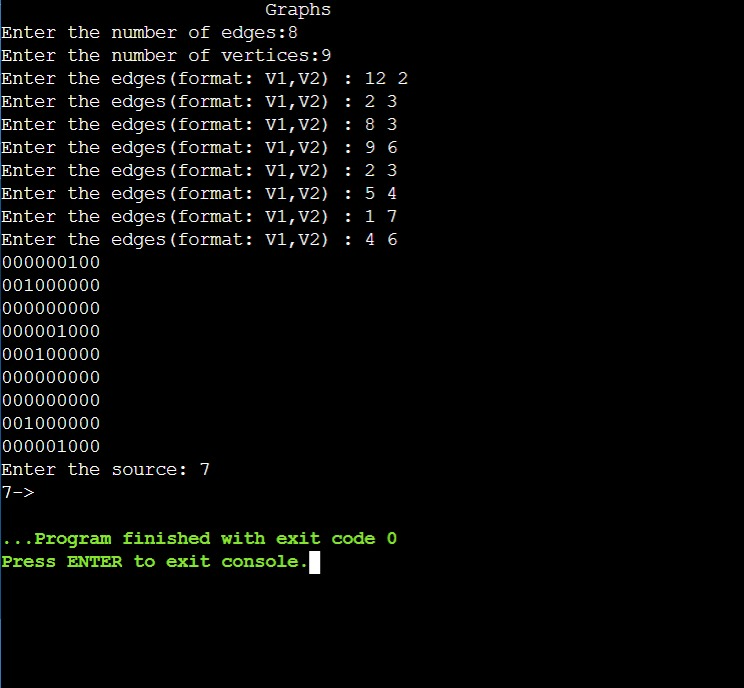 Graphs
Enter the number of edges:8
Enter the number of vertices:9
Enter the edges(format: V1,V2) : 12 2
Enter the edges(format: V1,V2) : 2 3
Enter the edges(format: V1,V2) : 8 3
Enter the edges(format: V1,V2) : 9 6
Enter the edges(format: V1,V2) : 2 3
Enter the edges(format: V1,V2) : 5 4
Enter the edges(format: V1,V2) : 1 7
Enter the edges(format: V1,V2) : 4 6
000000100
001000000
000000000
000001000
000100000
000000000
000000000
001000000
000001000
Enter the source: 7
7->
...Program finished with exit code 0
Press ENTER to exit console.